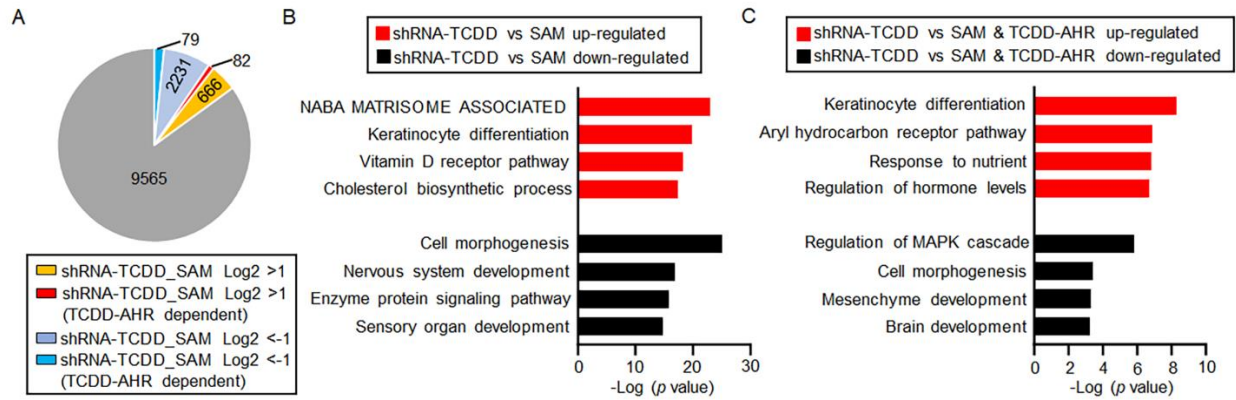 A
79
82
2231
666
9565
shRNA-TCDD_SAM Log2 >1
shRNA-TCDD_SAM Log2 >1
(TCDD-AHR dependent)
shRNA-TCDD_SAM Log2 <-1
shRNA-TCDD_SAM Log2 <-1
(TCDD-AHR dependent)
B
shRNA-TCDD vs SAM up-regulated
shRNA-TCDD vs SAM down-regulated
NABA MATRISOME ASSOCIATED
Keratinocyte differentiation
Vitamin D receptor pathway
Cholesterol biosynthetic process
Cell morphogenesis
Nervous system development
Enzyme protein signaling pathway
Sensory organ development
0 10 20 30
-Log (p value)
C
shRNA-TCDD vs SAM & TCDD-AHR up-regulated
shRNA-TCDD vs SAM & TCDD-AHR down-regulated
Keratinocyte differentiation
Aryl hydrocarbon receptor pathway
Response to nutrient
Regulation of hormone levels
Regulation of MAPK cascade
Cell morphogenesis
Mesenchyme development
Brain development
0 2 4 6 8 10
-Log (p value)